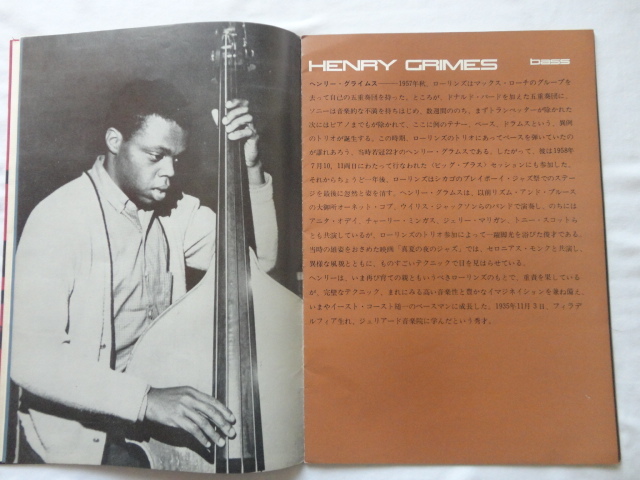 HENRY GRIMES bass
ヘンリー・グライムス――1957年秋、ロ－リンズはマックス・ローチのグループを
去って自己の五重奏団を持った。ところが、ドナルド・バードを加えた五重奏団に、
ソニーは音楽的な不満を持ちはじめ、数週間ののち、まずトランペッターが除かれた
次にはピアノまでもが除かれて、ここに例のテナー、ベース、ドラムスという、異例
のトリオが誕生する。この時期、ロ－リンズのトリオにあってベースを弾いていたの
が誰あろう、当時若冠22才のヘンリー・グラムスである。したがって、彼は1958年
7月10、11両日にわたって行なわれた〈ビッグ・ブラス〉セッションにも参加した。
それからちょうど一年後、ロ－リンズはシカゴのプレイボーイ・ジャズ祭でのステー
ジを最後に忽然と姿を消す。ヘンリー・グラムスは、以前リズム・アンド・ブルース
の大御所アーネット・コブ、ウイリス・ジャックソンらのバンドで演奏し、のちには
アニタ・オデイ、チャーリー・ミンガス、ジェリー・マリガン、トニー・スコットら
とも共演しているが、ロ－リンズのトリオ参加によって一躍脚光を浴びた俊才である。
当時の雄姿をおさめた映画「真夏の夜のジャズ」では、セロニアス・モンクと共演し、
異様な風貌とともに、ものすごいテクニックで目を見はらせている。
ヘンリーは、いま再び育ての親ともいうべきロ－リンズのもとで、重責を果している
が、完璧なテクニック、まれにみる高い音楽性と豊かなイマジネイションを兼ね備え、
いまやイースト・コースト随一のベースマンに成長した。1935年11月3日、フィラデ
ルフィア生れ、ジュリアード音楽院に学んだという秀才。